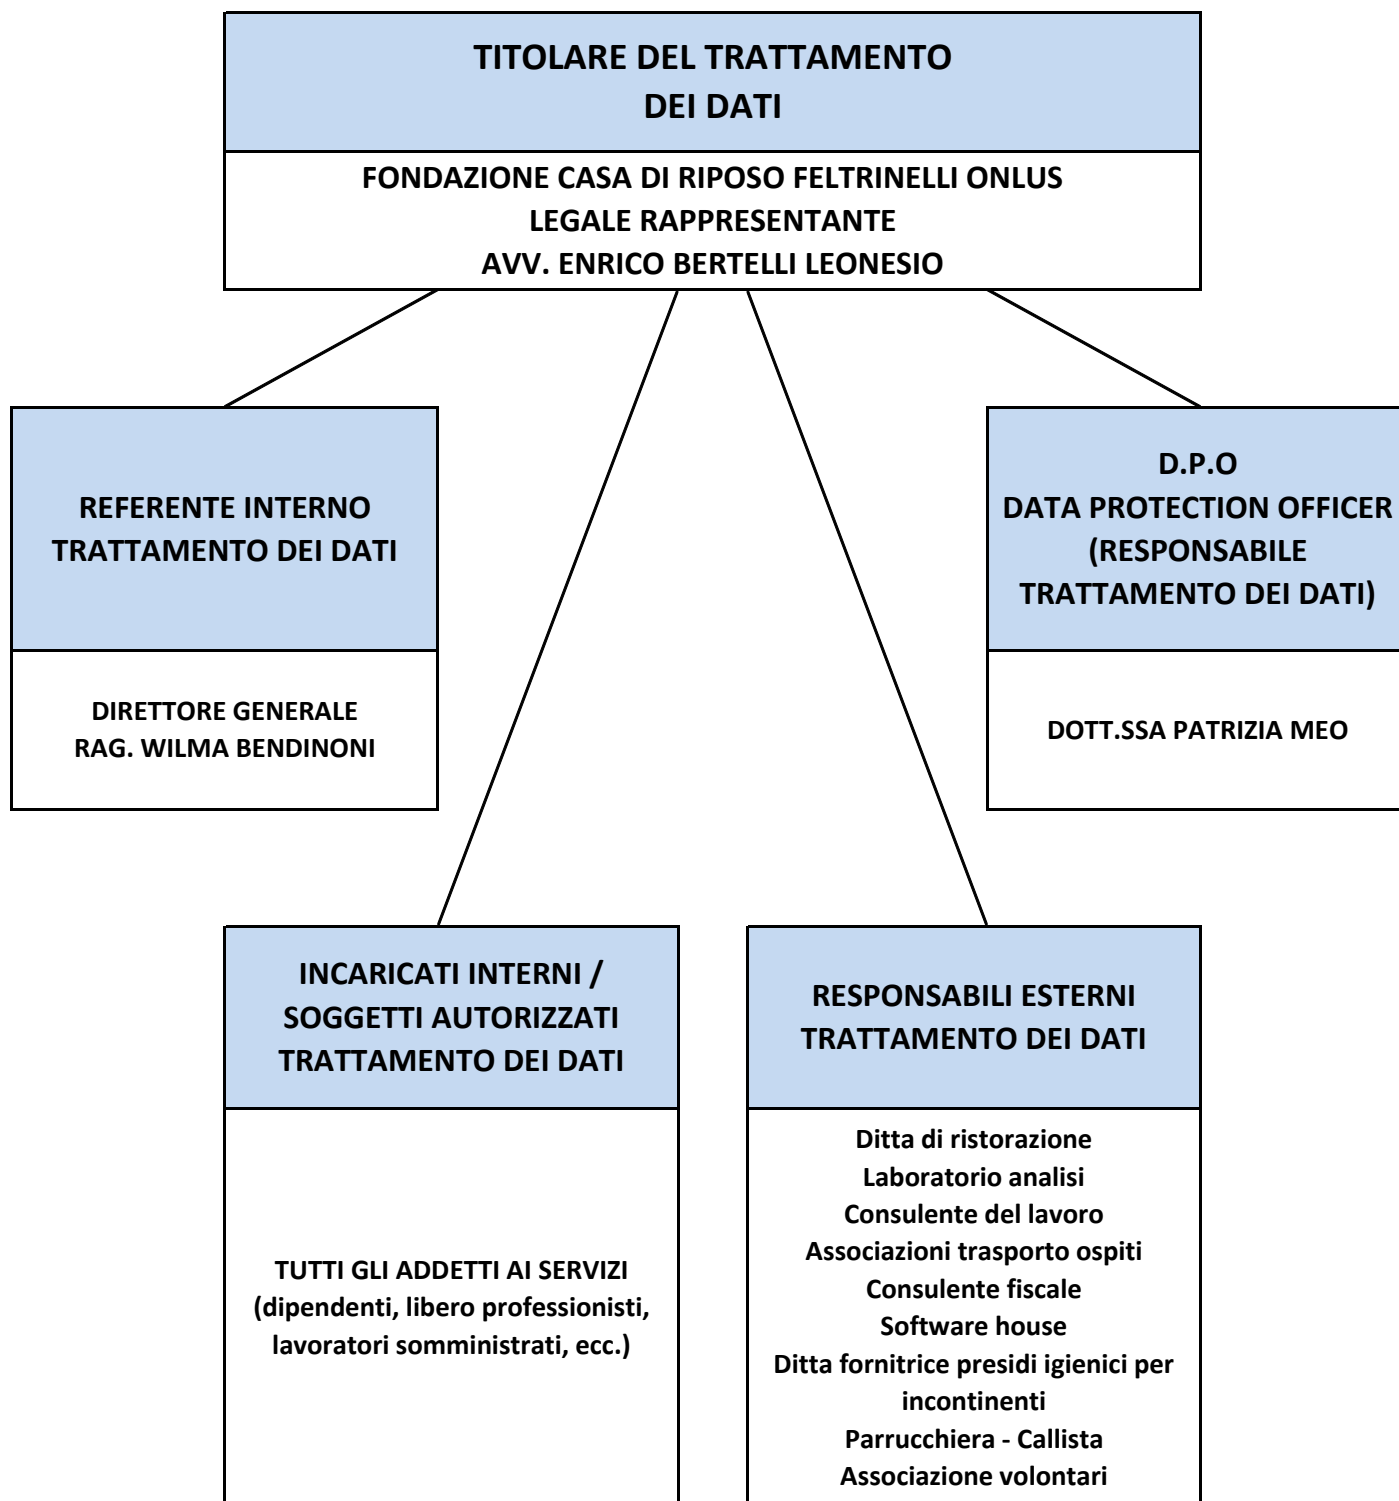 TITOLARE DEL TRATTAMENTO
DEI DATI
FONDAZIONE CASA DI RIPOSO FELTRINELLI ONLUS
LEGALE RAPPRESENTANTE
AVV. ENRICO BERTELLI LEONESIO
REFERENTE INTERNO
TRATTAMENTO DEI DATI
DIRETTORE GENERALE
RAG. WILMA BENDINONI
D.P.O
DATA PROTECTION OFFICER
(RESPONSABILE
TRATTAMENTO DEI DATI)
DOTT.SSA PATRIZIA MEO
INCARICATI INTERNI /
SOGGETTI AUTORIZZATI
TRATTAMENTO DEI DATI
TUTTI GLI ADDETTI AI SERVIZI
(dipendenti, libero professionisti,
lavoratori somministrati, ecc.)
RESPONSABILI ESTERNI
TRATTAMENTO DEI DATI
Ditta di ristorazione
Laboratorio analisi
Consulente del lavoro
Associazioni trasporto ospiti
Consulente fiscale
Software house
Ditta fornitrice presidi igienici per
incontinenti
Parrucchiera - Callista
Associazione volontari